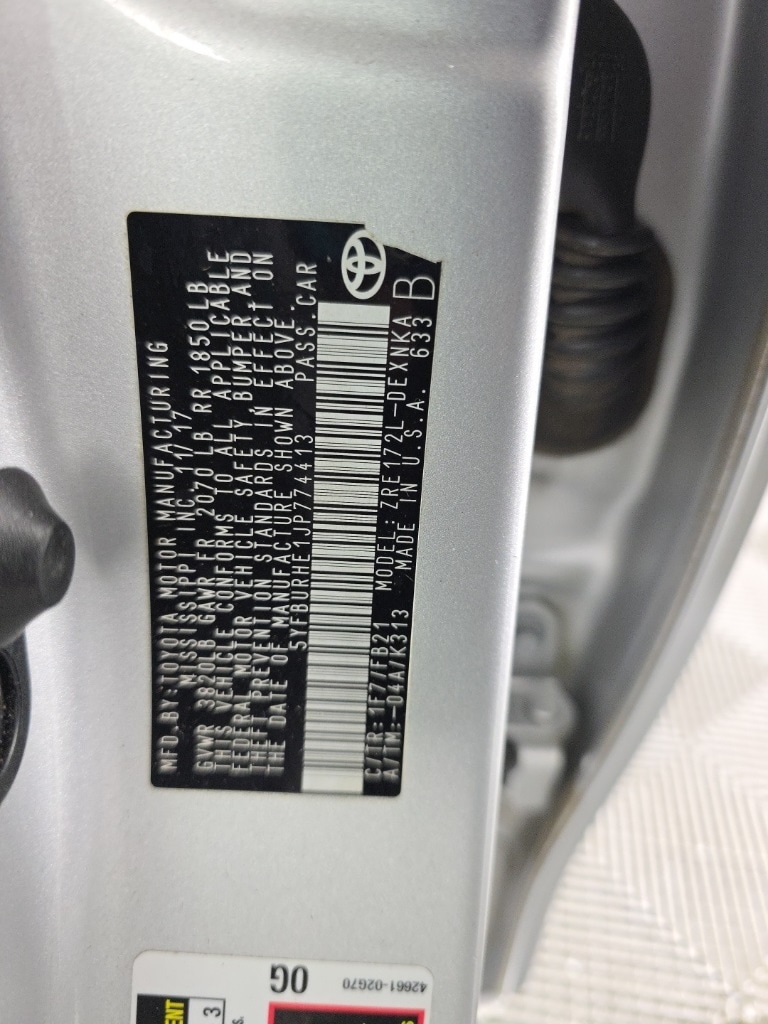 MFD.BY:TOYOTA MOTOR MANUFACTURING
MISSISSIPPI INC. 11/17
GVWR 3820LB GAWR FR 2070 LB RR 1850 LB
THIS VEHICLE CONFORMS TO ALL APPLICABLE
FEDERAL MOTOR VEHICLE SAFETY, BUMPER AND
THEFT PREVENTION STANDARDS IN EFFECT ON
THE DATE OF MANUFACTURE SHOWN ABOVE.
5YFBURHE1JP774413 PASS.CAR
C/TR: 1F7/FB21 MODEL: ZRE172L-DEXNKA
A/TM:-04A/K313 MADE IN U.S.A. 633 B
42661-02G70
OG
3
s.